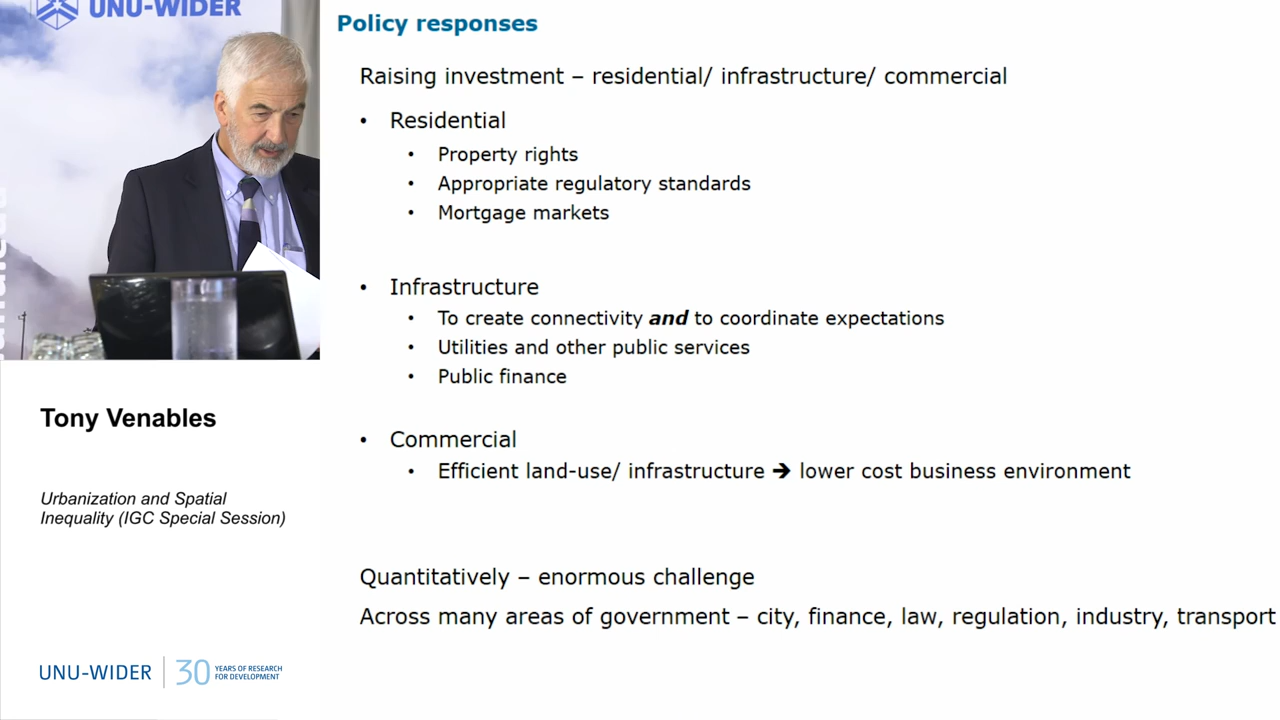 UNU-WIDER
Policy responses
Raising investment – residential/ infrastructure/ commercial
• Residential
• Property rights
• Appropriate regulatory standards
• Mortgage markets
• Infrastructure
• To create connectivity and to coordinate expectations
• Utilities and other public services
• Public finance
• Commercial
• Efficient land-use/ infrastructure ➔ lower cost business environment
Quantitatively – enormous challenge
Across many areas of government – city, finance, law, regulation, industry, transport
Tony Venables
Urbanization and Spatial
Inequality (IGC Special Session)
UNU-WIDER
30 YEARS OF RESEARCH
FOR DEVELOPMENT